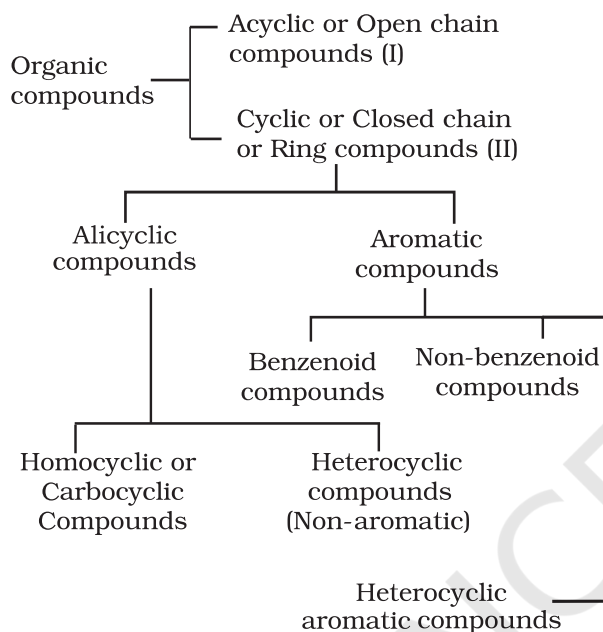 Acyclic or Open chain
compounds (I)
Organic
compounds
Cyclic or Closed chain
or Ring compounds (II)
Alicyclic
compounds
Aromatic
compounds
Benzenoid
compounds
Non-benzenoid
compounds
Homocyclic or
Carbocyclic
Compounds
Heterocyclic
compounds
(Non-aromatic)
Heterocyclic
aromatic compounds